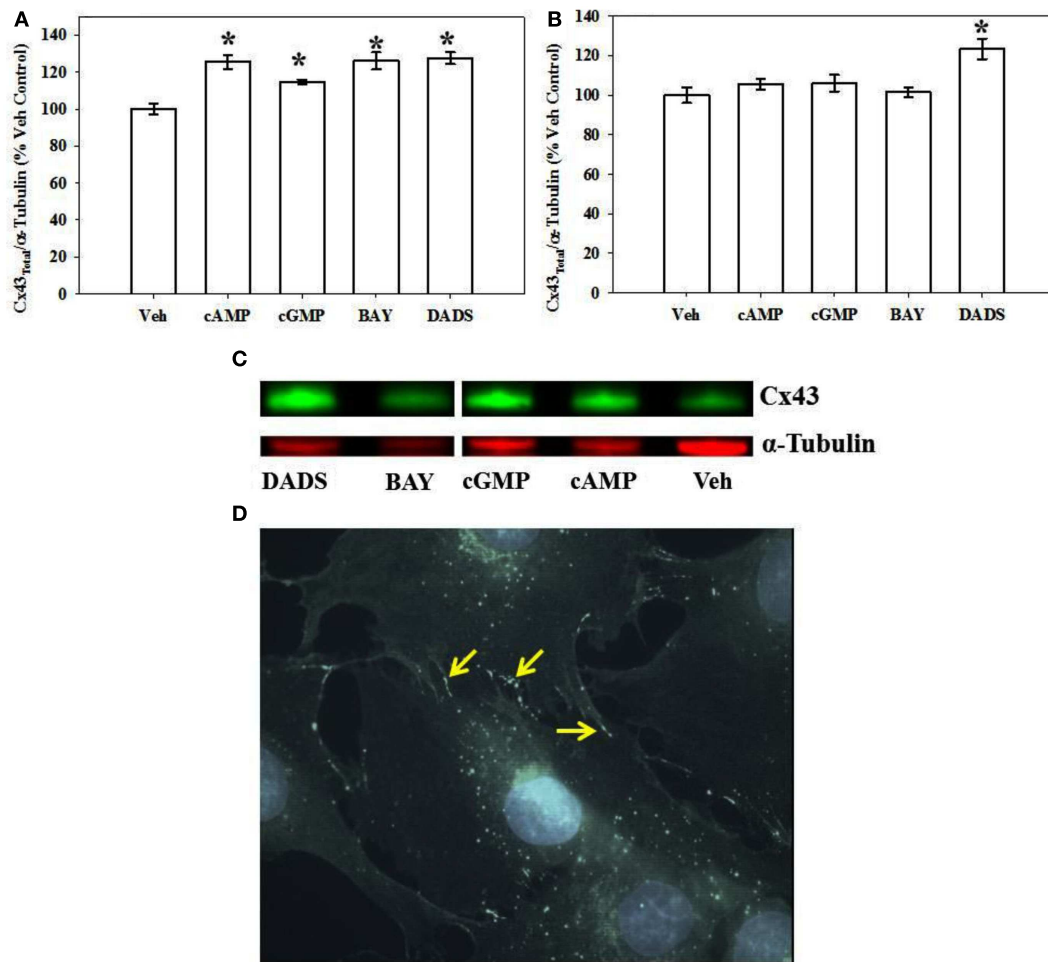 A
Cx43Total/α-Tubulin (% Veh Control)
140
120
100
80
60
40
20
0
*
*
*
*
Veh cAMP cGMP BAY DADS
B
Cx43Total/α-Tubulin (% Veh Control)
140
120
100
80
60
40
20
0
*
Veh cAMP cGMP BAY DADS
C
Cx43
α-Tubulin
DADS BAY cGMP cAMP Veh
D